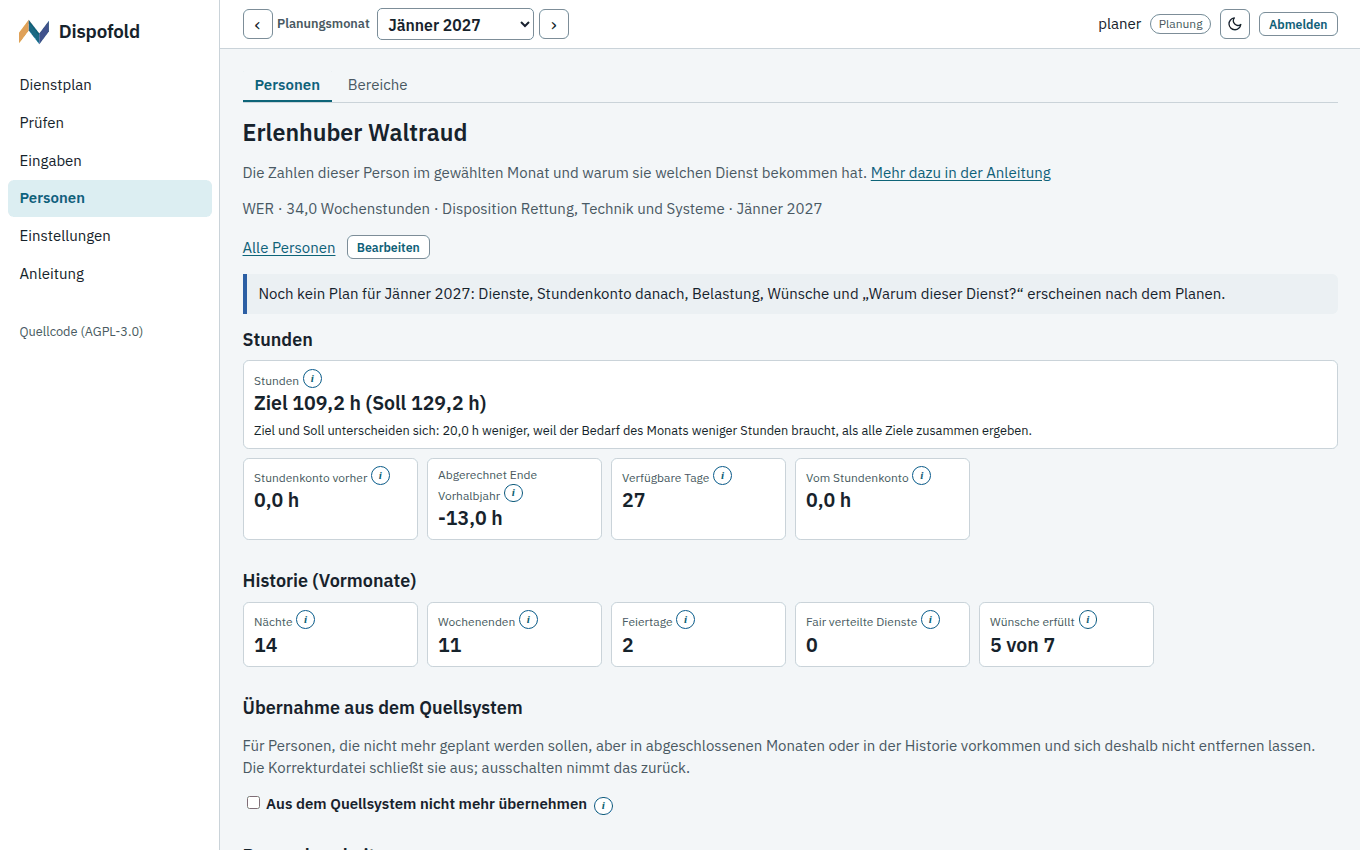 Dispofold
Dienstplan
Prüfen
Eingaben
Personen
Einstellungen
Anleitung
Quellcode (AGPL-3.0)
‹ Planungsmonat Jänner 2027 ›
planer Planung Abmelden
Personen Bereiche
Erlenhuber Waltraud
Die Zahlen dieser Person im gewählten Monat und warum sie welchen Dienst bekommen hat. Mehr dazu in der Anleitung
WER · 34,0 Wochenstunden · Disposition Rettung, Technik und Systeme · Jänner 2027
Alle Personen Bearbeiten
Noch kein Plan für Jänner 2027: Dienste, Stundenkonto danach, Belastung, Wünsche und „Warum dieser Dienst?“ erscheinen nach dem Planen.
Stunden
Stunden i
Ziel 109,2 h (Soll 129,2 h)
Ziel und Soll unterscheiden sich: 20,0 h weniger, weil der Bedarf des Monats weniger Stunden braucht, als alle Ziele zusammen ergeben.
Stundenkonto vorher i
0,0 h
Abgerechnet Ende
Vorhalbjahr i
-13,0 h
Verfügbare Tage i
27
Vom Stundenkonto i
0,0 h
Historie (Vormonate)
Nächte i
14
Wochenenden i
11
Feiertage i
2
Fair verteilte Dienste i
0
Wünsche erfüllt i
5 von 7
Übernahme aus dem Quellsystem
Für Personen, die nicht mehr geplant werden sollen, aber in abgeschlossenen Monaten oder in der Historie vorkommen und sich deshalb nicht entfernen lassen.
Die Korrekturdatei schließt sie aus; ausschalten nimmt das zurück.
Aus dem Quellsystem nicht mehr übernehmen i